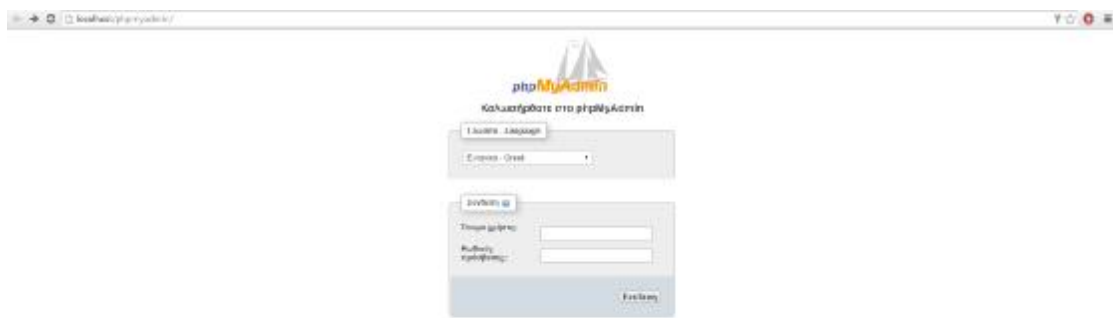 localhost/phpmyadmin/
phpMyAdmin
Καλωσήρθατε στο phpMyAdmin
Γλώσσα - Language
Ελληνικά - Greek
Σύνδεση
Όνομα χρήστη:
Κωδικός
πρόσβασης:
Εκτέλεση